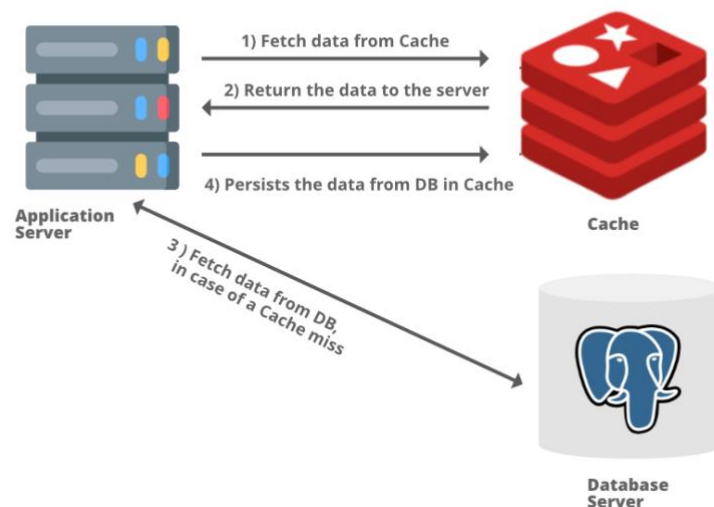 1) Fetch data from Cache
2) Return the data to the server
4) Persists the data from DB in Cache
Application
Server
Cache
3 ) Fetch data from DB,
in case of a Cache miss
Database
Server